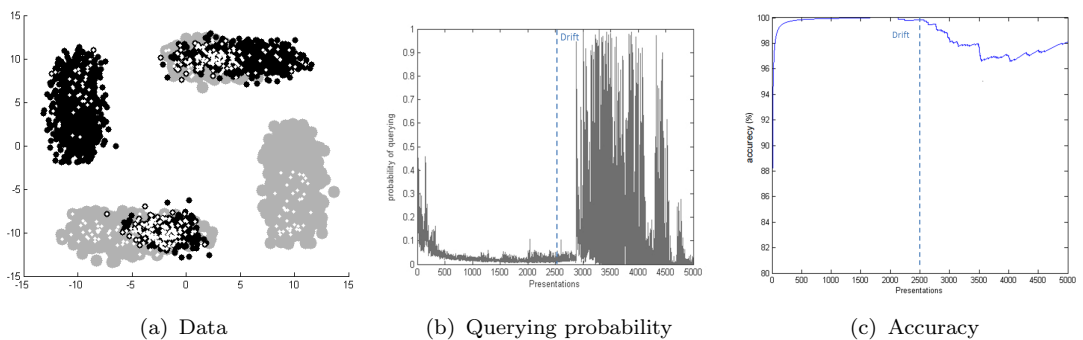 15
10
5
0
-5
-10
-15
-15 -10 -5 0 5 10 15
(a) Data
1
0.9
0.8
0.7
0.6
0.5
0.4
0.3
0.2
0.1
0
probability of querying
Drift
0 500 1000 1500 2000 2500 3000 3500 4000 4500 5000
Presentations
(b) Querying probability
100
98
96
94
92
90
88
86
84
82
80
accurecy (%)
Drift
0 500 1000 1500 2000 2500 3000 3500 4000 4500 5000
Presentations
(c) Accuracy